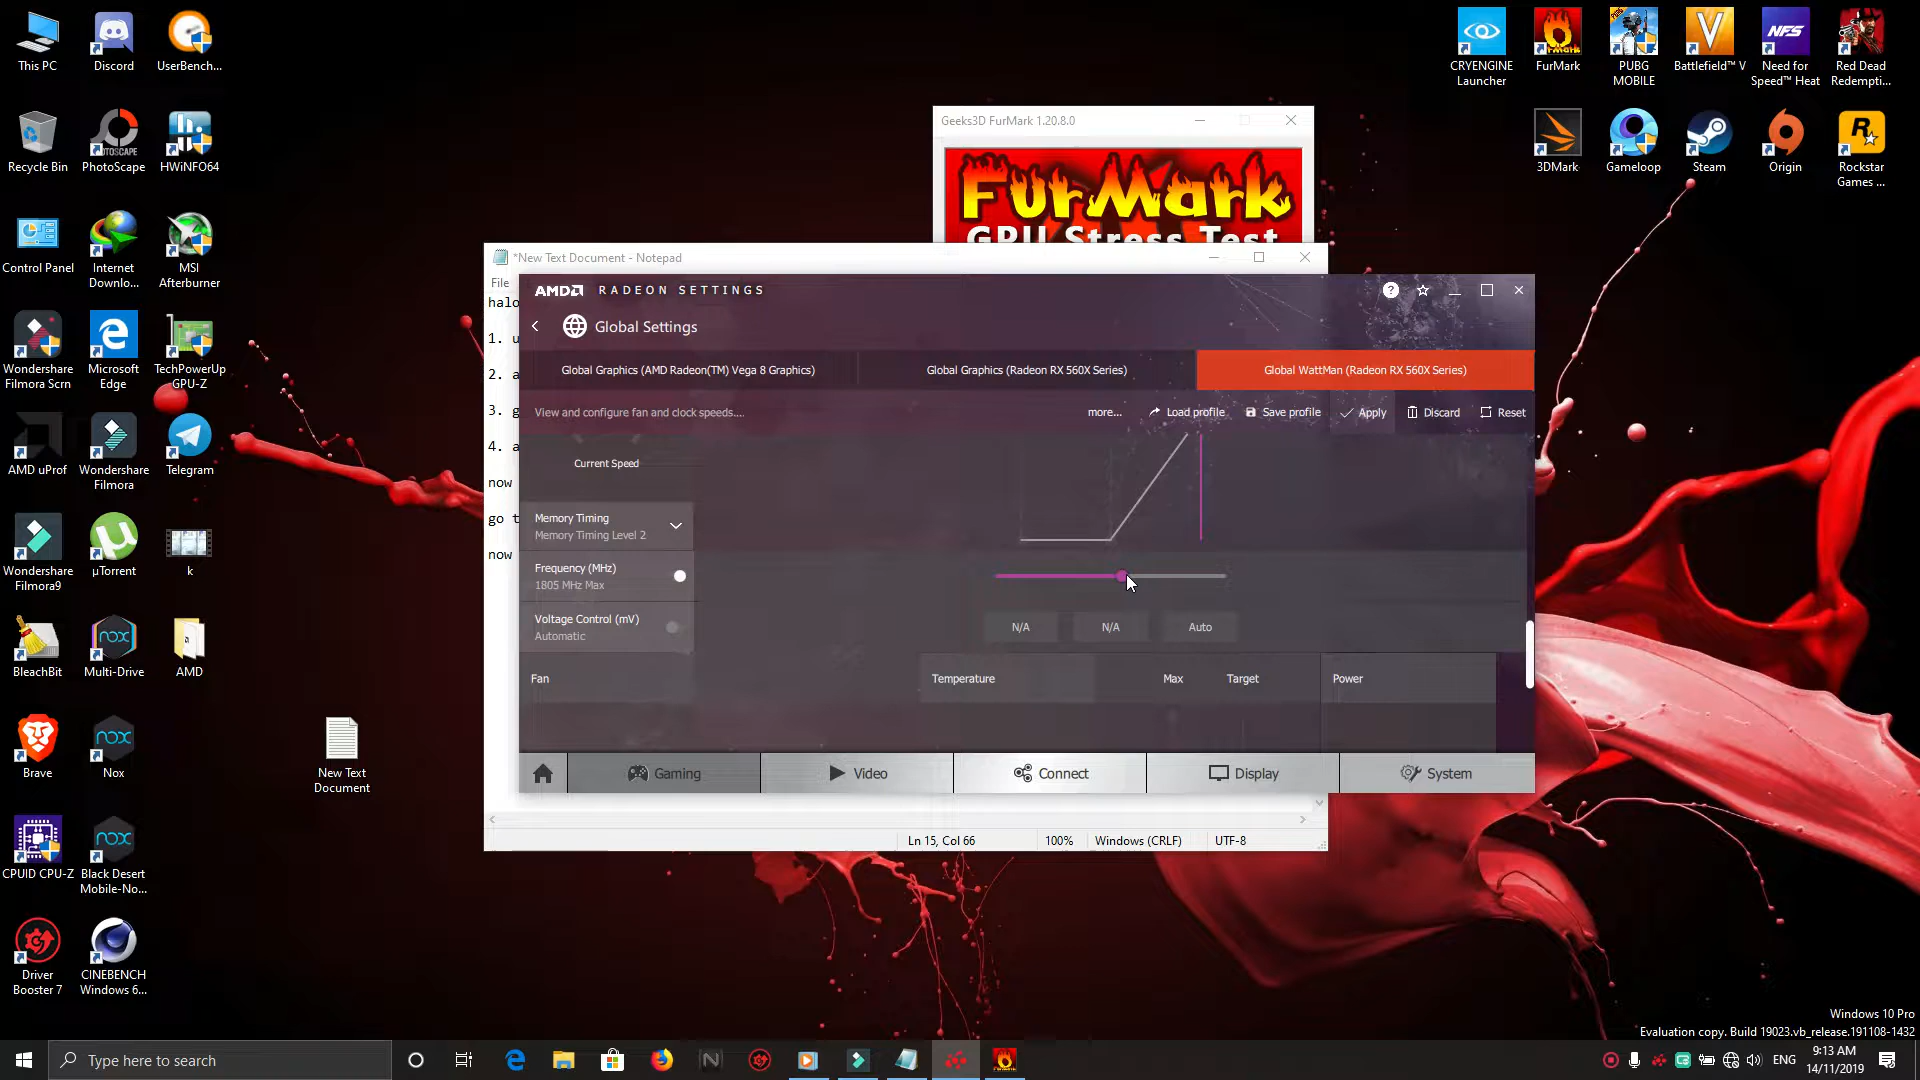 This PC
Discord
UserBench...
Recycle Bin
PhotoScape
HWiNFO64
Control Panel
Internet
Downlo...
MSI
Afterburner
Wondershare
Filmora Scrn
Microsoft
Edge
TechPowerUp
GPU-Z
AMD uProf
Wondershare
Filmora
Telegram
Wondershare
Filmora9
µTorrent
k
BleachBit
Multi-Drive
AMD
Brave
Nox
New Text
Document
CPUID CPU-Z
Black Desert
Mobile-No...
Driver
Booster 7
CINEBENCH
Windows 6...
CRYENGINE
Launcher
FurMark
PUBG
MOBILE
Battlefield™ V
Need for
Speed™ Heat
Red Dead
Redemptio...
3DMark
Gameloop
Steam
Origin
Rockstar
Games ...
Geeks3D FurMark 1.20.8.0
FurMark
GPU Stress Test
*New Text Document - Notepad
File
halo
1. u
2. a
3. g
4. a
now
go t
now
Ln 15, Col 66
100%
Windows (CRLF)
UTF-8
AMD RADEON SETTINGS
Global Settings
Global Graphics (AMD Radeon(TM) Vega 8 Graphics)
Global Graphics (Radeon RX 560X Series)
Global WattMan (Radeon RX 560X Series)
View and configure fan and clock speeds....
more...
Load profile
Save profile
Apply
Discard
Reset
Current Speed
Memory Timing
Memory Timing Level 2
Frequency (MHz)
1805 MHz Max
Voltage Control (mV)
Automatic
N/A
N/A
Auto
Fan
Temperature
Max
Target
Power
Gaming
Video
Connect
Display
System
Windows 10 Pro
Evaluation copy. Build 19023.vb_release.191108-1432
Type here to search
ENG
9:13 AM
14/11/2019